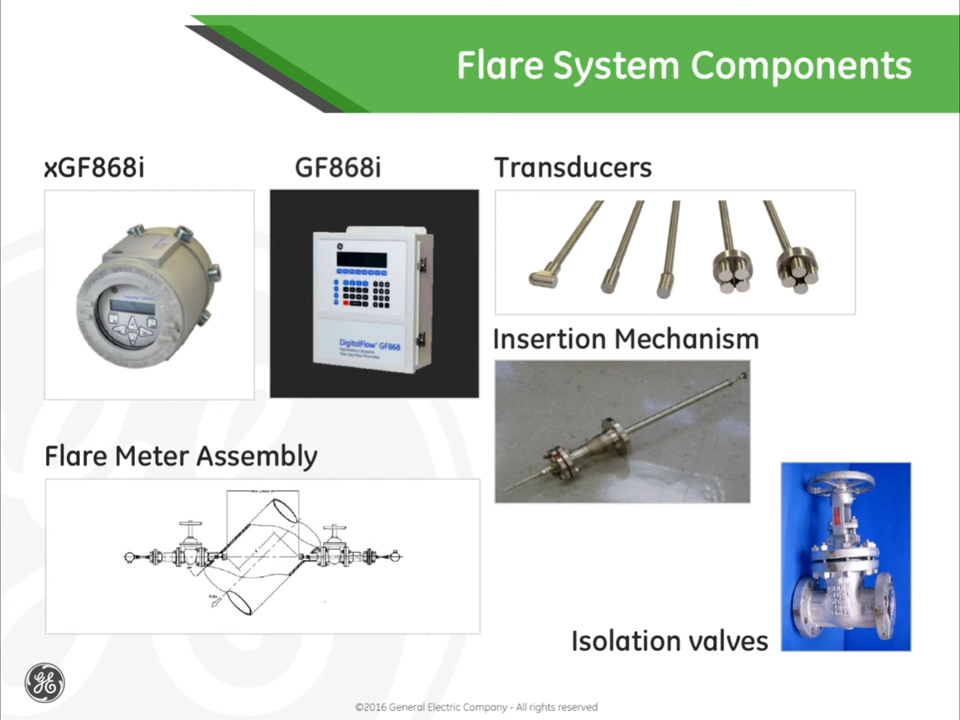 Flare System Components
xGF868i
GF868i
Transducers
DigitalFlow GF868
Insertion Mechanism
Flare Meter Assembly
Isolation valves
GE
©2016 General Electric Company - All rights reserved